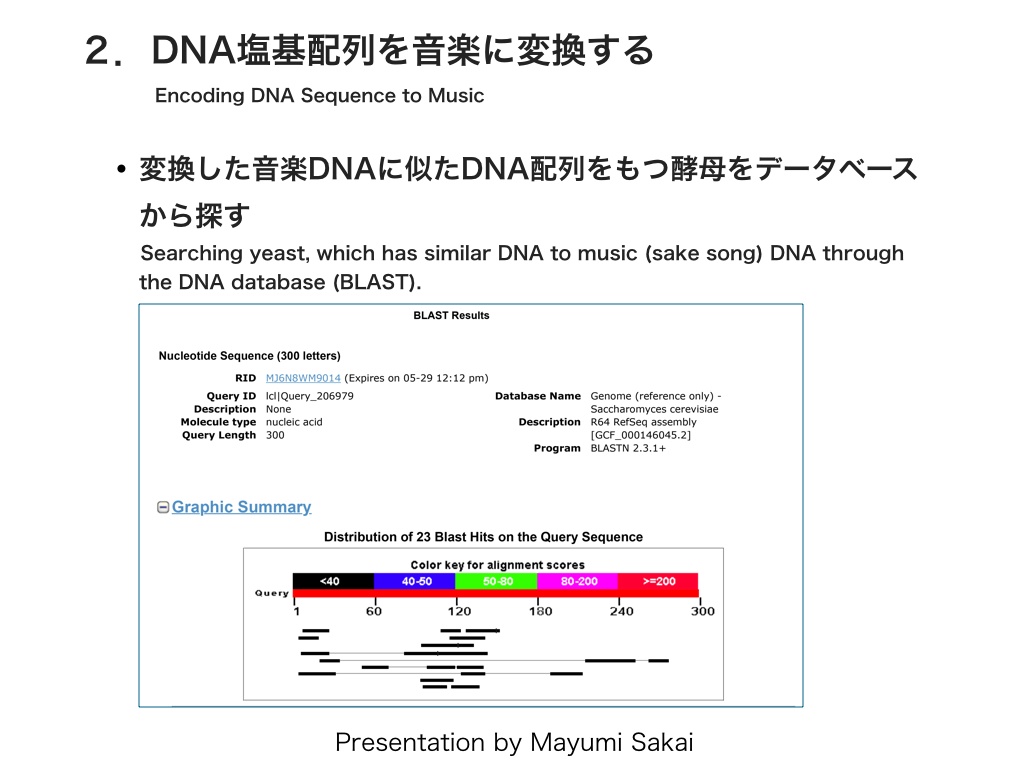 ２．DNA塩基配列を音楽に変換する
Encoding DNA Sequence to Music
• 変換した音楽DNAに似たDNA配列をもつ酵母をデータベース
から探す
Searching yeast, which has similar DNA to music (sake song) DNA through
the DNA database (BLAST).
BLAST Results
Nucleotide Sequence (300 letters)
RID MJ6N8WM9014 (Expires on 05-29 12:12 pm)
Query ID lcl|Query_206979
Description None
Molecule type nucleic acid
Query Length 300
Database Name Genome (reference only) -
Saccharomyces cerevisiae
Description R64 RefSeq assembly
[GCF_000146045.2]
Program BLASTN 2.3.1+
Graphic Summary
Distribution of 23 Blast Hits on the Query Sequence
Color key for alignment scores
<40 40-50 50-80 80-200 >=200
Query
1 60 120 180 240 300
Presentation by Mayumi Sakai